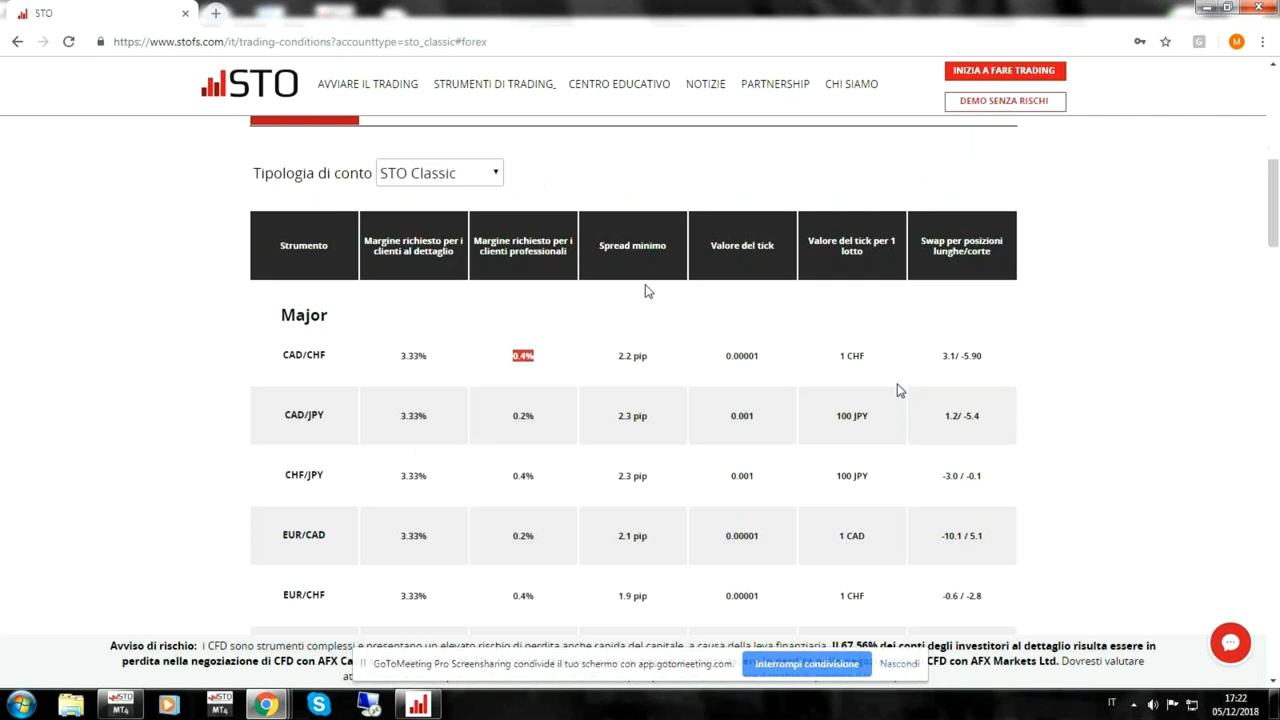 STO
https://www.stofs.com/it/trading-conditions?accounttype=sto_classic#forex
M
STO
AVVIARE IL TRADING
STRUMENTI DI TRADING
CENTRO EDUCATIVO
NOTIZIE
PARTNERSHIP
CHI SIAMO
INIZIA A FARE TRADING
DEMO SENZA RISCHI
Tipologia di conto STO Classic
Strumento
Margine richiesto per i
clienti al dettaglio
Margine richiesto per i
clienti professionali
Spread minimo
Valore del tick
Valore del tick per 1
lotto
Swap per posizioni
lunghe/corte
Major
CAD/CHF 3.33% 0.4% 2.2 pip 0.00001 1 CHF 3.1/ -5.90
CAD/JPY 3.33% 0.2% 2.3 pip 0.001 100 JPY 1.2/ -5.4
CHF/JPY 3.33% 0.4% 2.3 pip 0.001 100 JPY -3.0 / -0.1
EUR/CAD 3.33% 0.2% 2.1 pip 0.00001 1 CAD -10.1 / 5.1
EUR/CHF 3.33% 0.4% 1.9 pip 0.00001 1 CHF -0.6 / -2.8
Avviso di rischio: i CFD sono strumenti complessi e presentano un elevato rischio di perdita anche rapida del capitale, a causa della leva finanziaria. Il 67.56% dei conti degli investitori al dettaglio risulta essere in
perdita nella negoziazione di CFD con AFX CFD con AFX Markets Ltd. Dovresti valutare
GoToMeeting Pro Screensharing condivide il tuo schermo con app.gotomeeting.com.
Interrompi condivisione
Nascondi
STO
MT4
STO
MT4
IT
17:22
05/12/2018